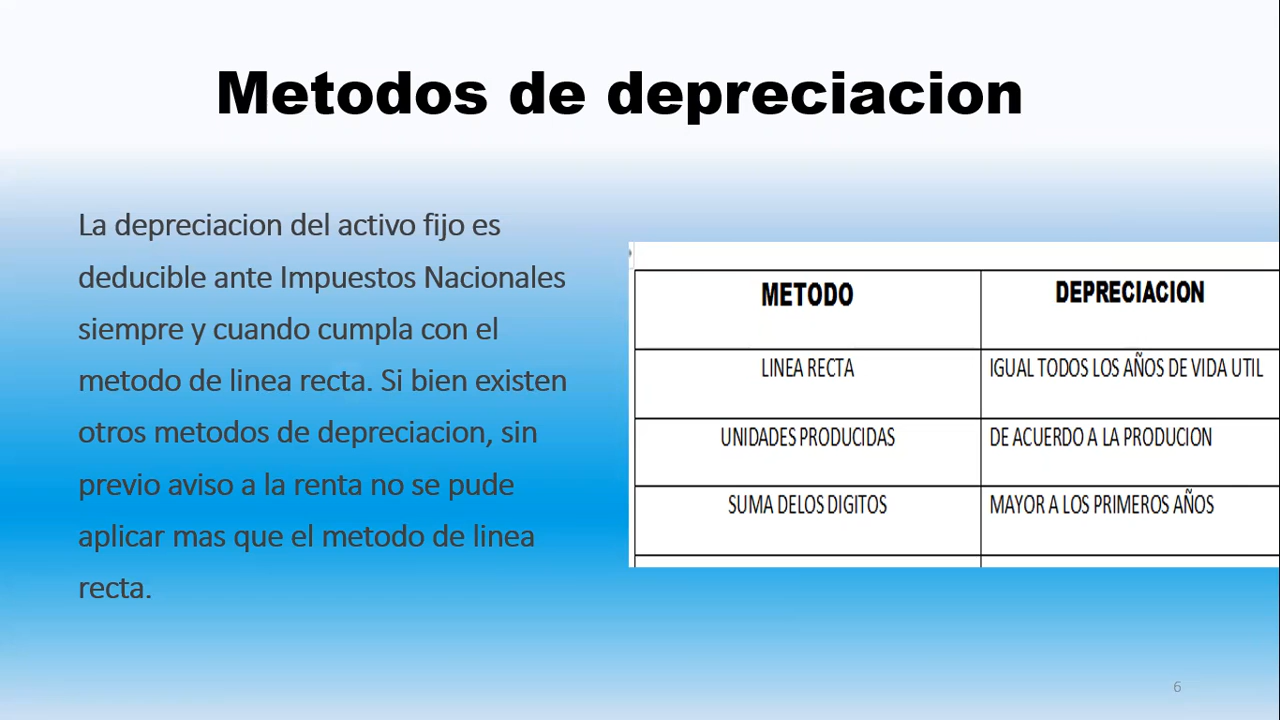 Metodos de depreciacion
La depreciacion del activo fijo es
deducible ante Impuestos Nacionales
siempre y cuando cumpla con el
metodo de linea recta. Si bien existen
otros metodos de depreciacion, sin
previo aviso a la renta no se pude
aplicar mas que el metodo de linea
recta.
METODO DEPRECIACION
LINEA RECTA IGUAL TODOS LOS AÑOS DE VIDA UTIL
UNIDADES PRODUCIDAS DE ACUERDO A LA PRODUCION
SUMA DELOS DIGITOS MAYOR A LOS PRIMEROS AÑOS
6